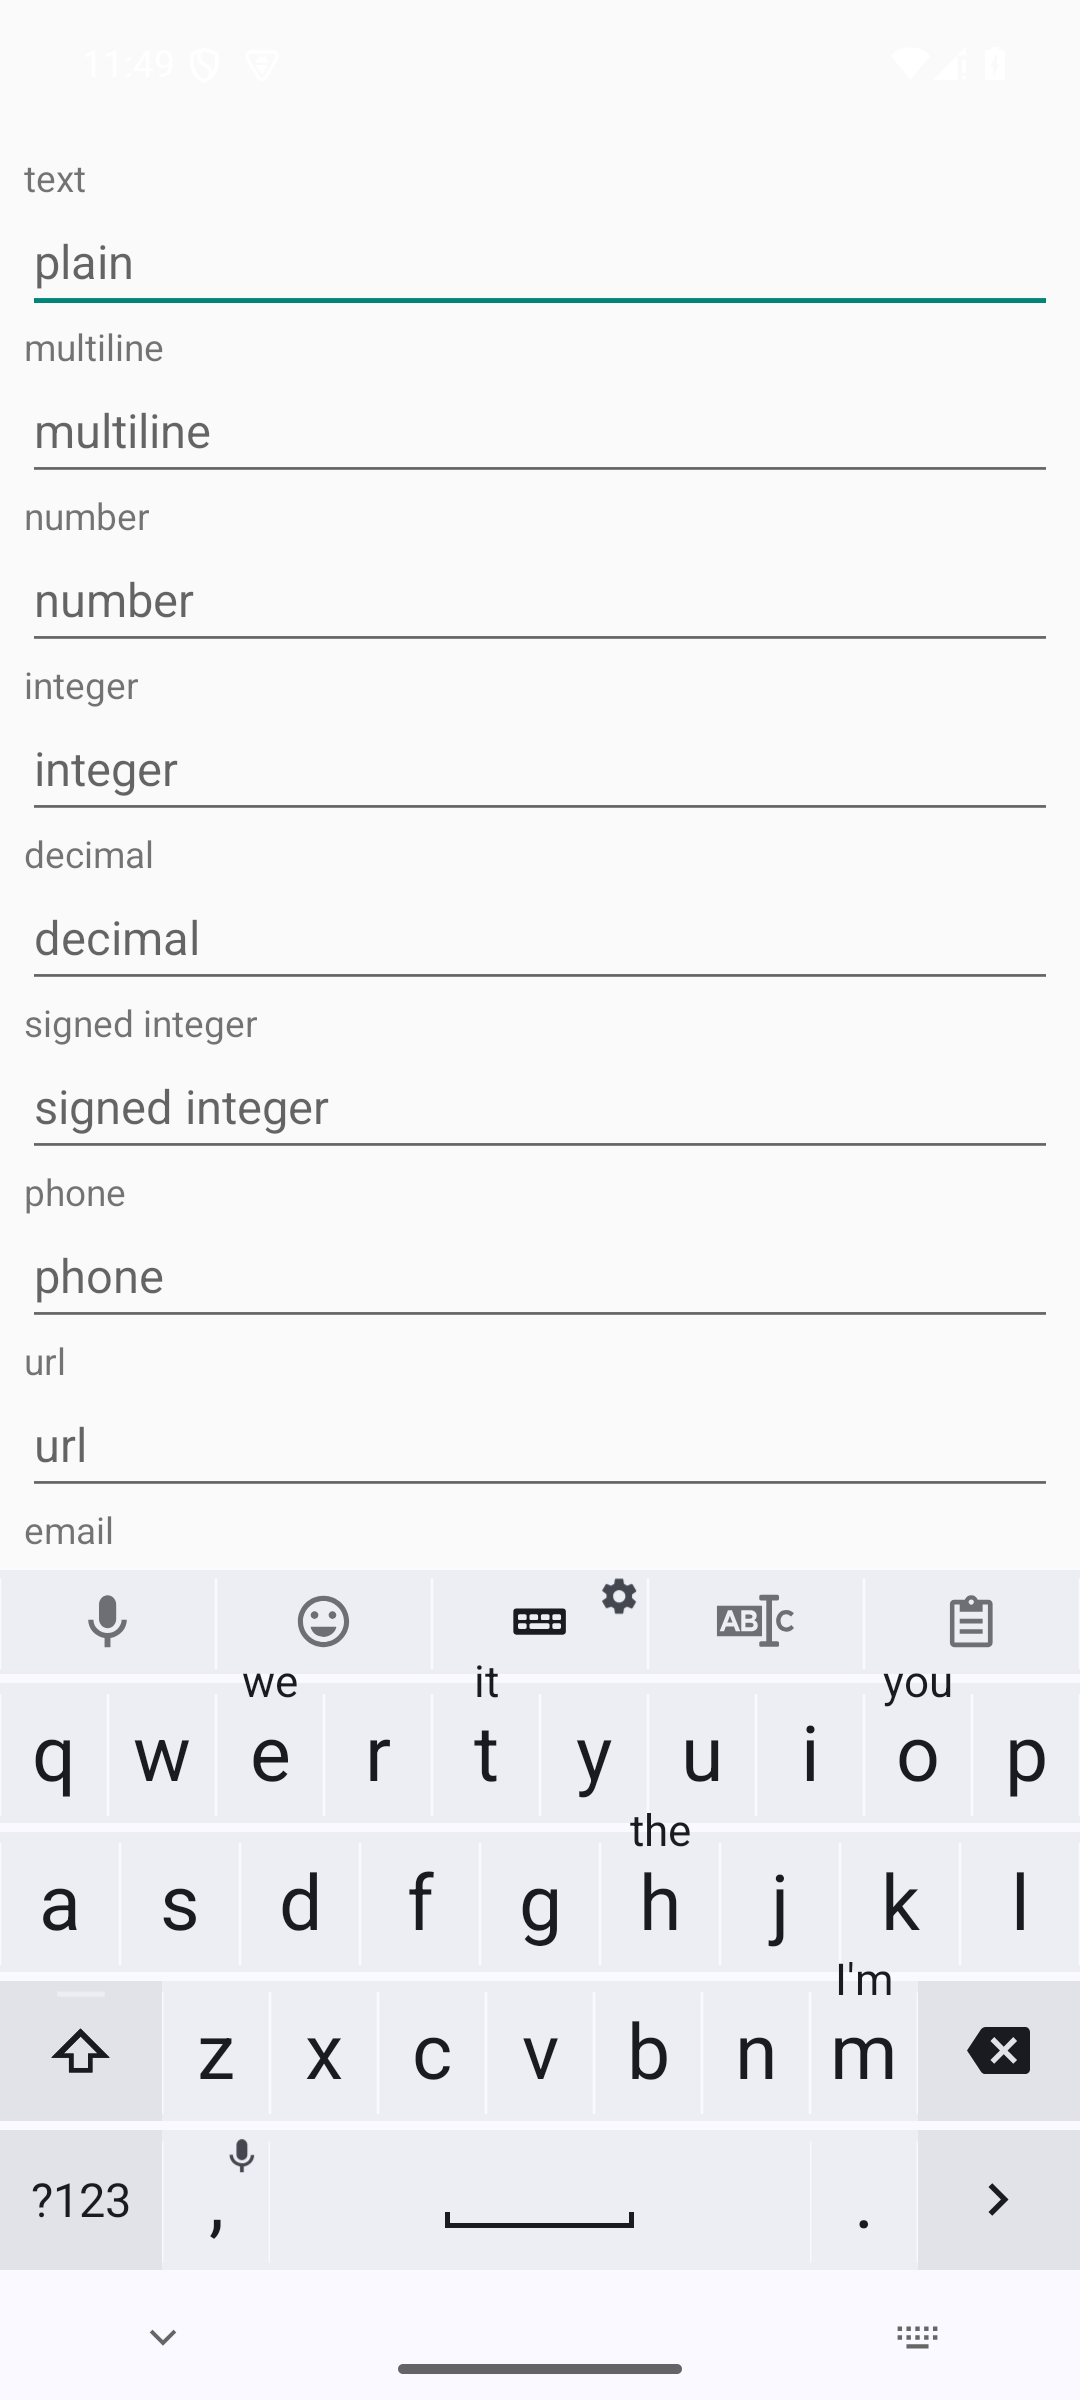 11:49
text
plain
multiline
multiline
number
number
integer
integer
decimal
decimal
signed integer
signed integer
phone
phone
url
url
email
ABC
we it you
q w e r t y u i o p
the
a s d f g h j k l
I'm
z x c v b n m
?123 , .